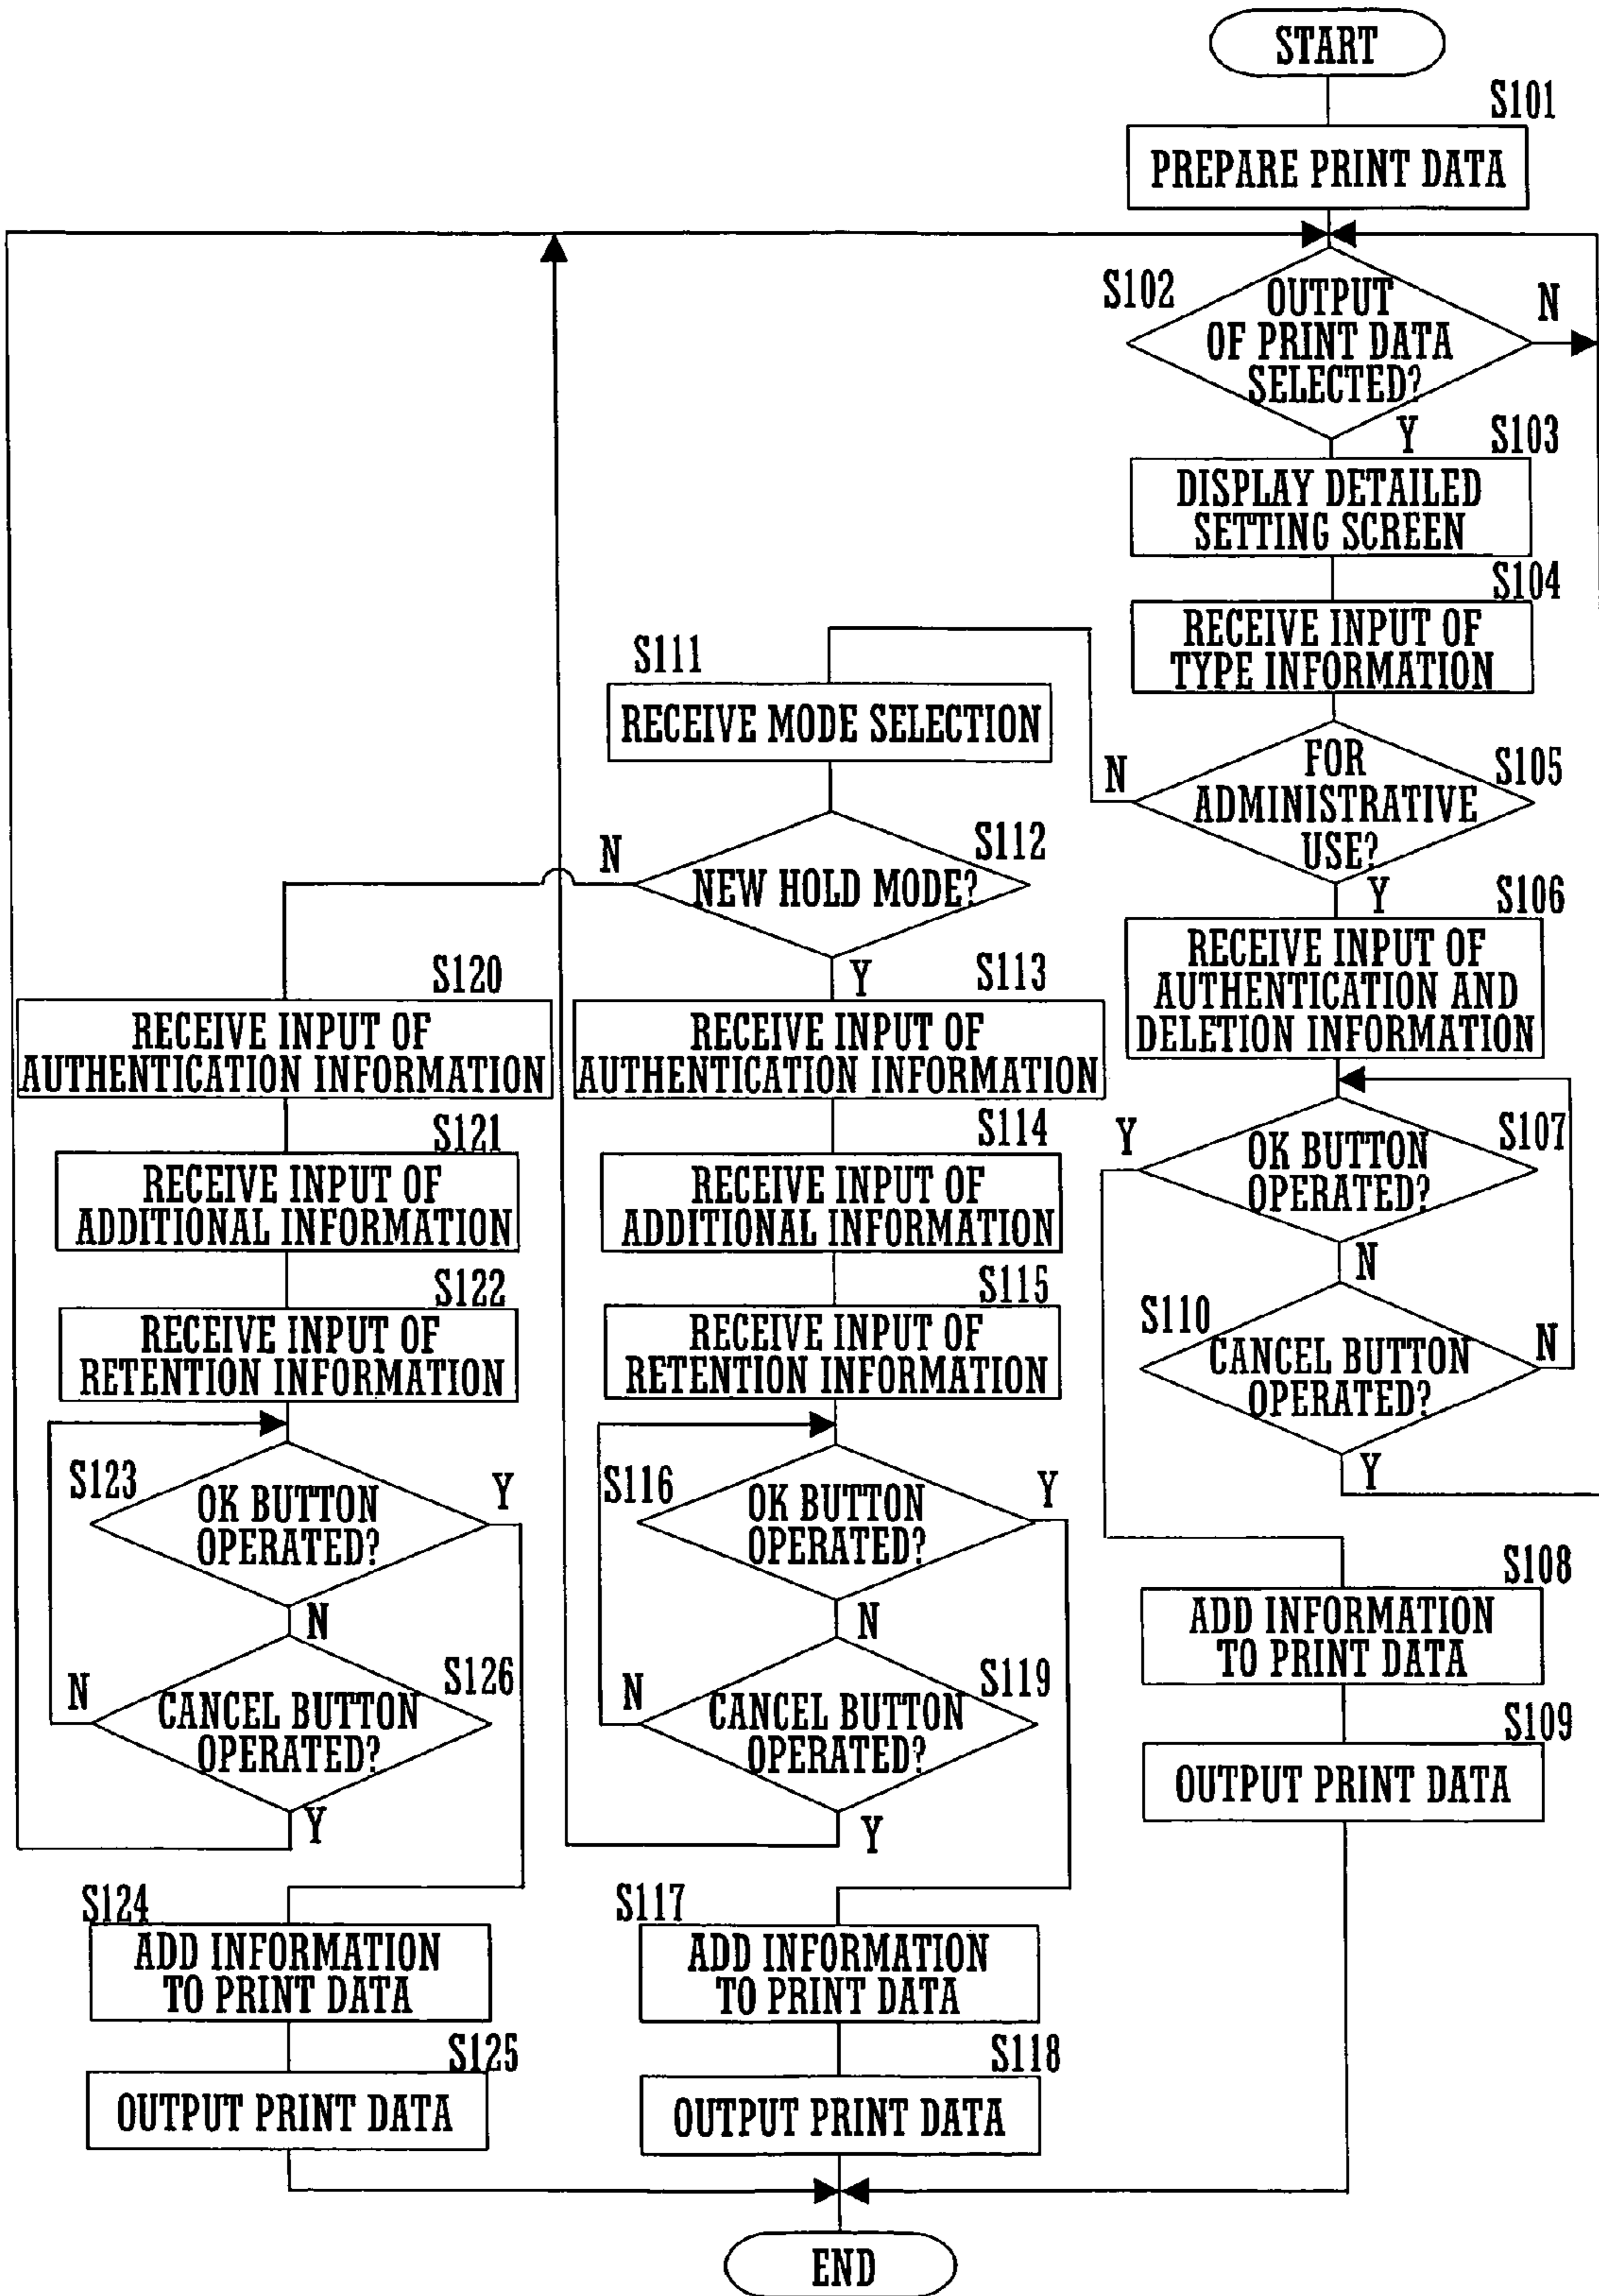 START
S101
PREPARE PRINT DATA
S102
OUTPUT
OF PRINT DATA
SELECTED?
N
Y
S103
DISPLAY DETAILED
SETTING SCREEN
S104
RECEIVE INPUT OF
TYPE INFORMATION
S105
FOR
ADMINISTRATIVE
USE?
N
Y
S106
RECEIVE INPUT OF
AUTHENTICATION AND
DELETION INFORMATION
S107
OK BUTTON
OPERATED?
Y
N
S110
CANCEL BUTTON
OPERATED?
N
Y
S108
ADD INFORMATION
TO PRINT DATA
S109
OUTPUT PRINT DATA
S111
RECEIVE MODE SELECTION
S112
NEW HOLD MODE?
N
Y
S113
RECEIVE INPUT OF
AUTHENTICATION INFORMATION
S114
RECEIVE INPUT OF
ADDITIONAL INFORMATION
S115
RECEIVE INPUT OF
RETENTION INFORMATION
S116
OK BUTTON
OPERATED?
Y
N
S119
CANCEL BUTTON
OPERATED?
N
Y
S117
ADD INFORMATION
TO PRINT DATA
S118
OUTPUT PRINT DATA
S120
RECEIVE INPUT OF
AUTHENTICATION INFORMATION
S121
RECEIVE INPUT OF
ADDITIONAL INFORMATION
S122
RECEIVE INPUT OF
RETENTION INFORMATION
S123
OK BUTTON
OPERATED?
Y
N
S126
CANCEL BUTTON
OPERATED?
N
Y
S124
ADD INFORMATION
TO PRINT DATA
S125
OUTPUT PRINT DATA
END